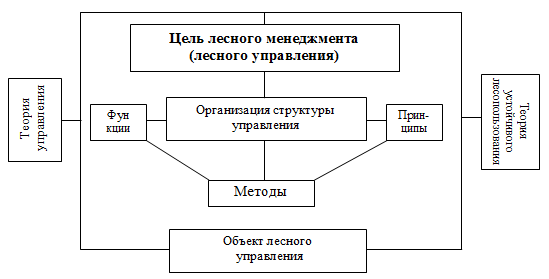 Цель лесного менеджмента
(лесного управления)
Теория
управления
Фун
кции
Организация структуры
управления
Прин-
ципы
Теория
устойчивого
лесопользования
Методы
Объект лесного
управления